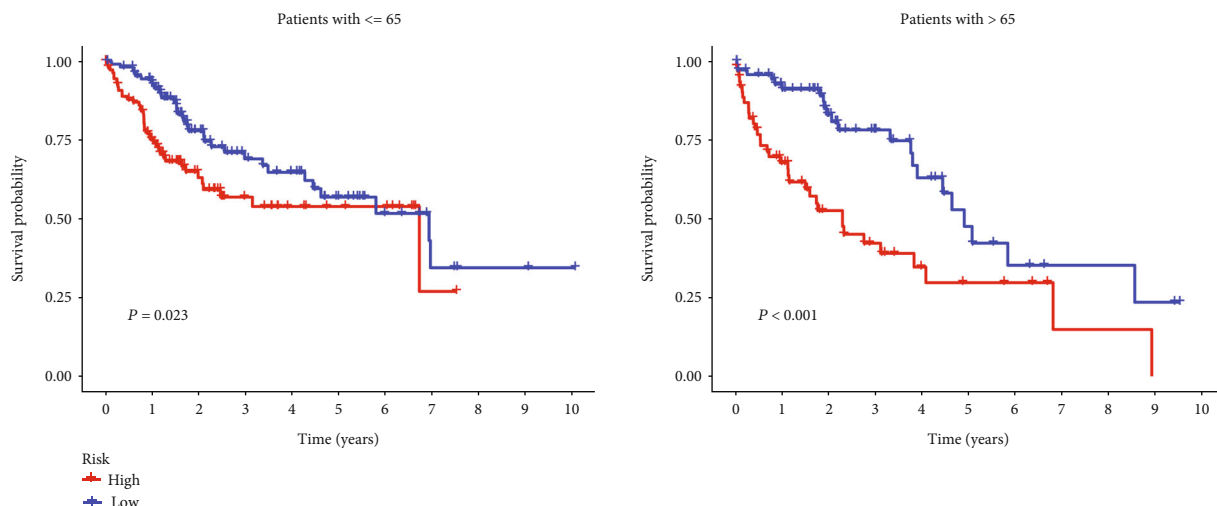 Patients with <= 65
1.00
0.75
0.50
0.25
0.00
Survival probability
P = 0.023
0 1 2 3 4 5 6 7 8 9 10
Time (years)
Risk
High
Low
Patients with > 65
1.00
0.75
0.50
0.25
0.00
Survival probability
P < 0.001
0 1 2 3 4 5 6 7 8 9 10
Time (years)